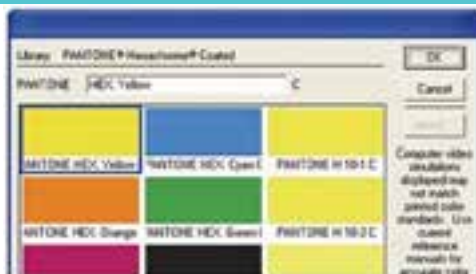 Library PANTONE® Hexachrome® Coated
PANTONE HEX. Yellow C
OK
Cancel
PANTONE HEX. Yellow PANTONE HEX. Cyan C PANTONE H 10-1 C
PANTONE HEX. Orange PANTONE HEX. Green C PANTONE H 10-2 C
Computer video
simulations
displayed may
not match
printed color
standards. Use
current
reference
manuals for
accurate color